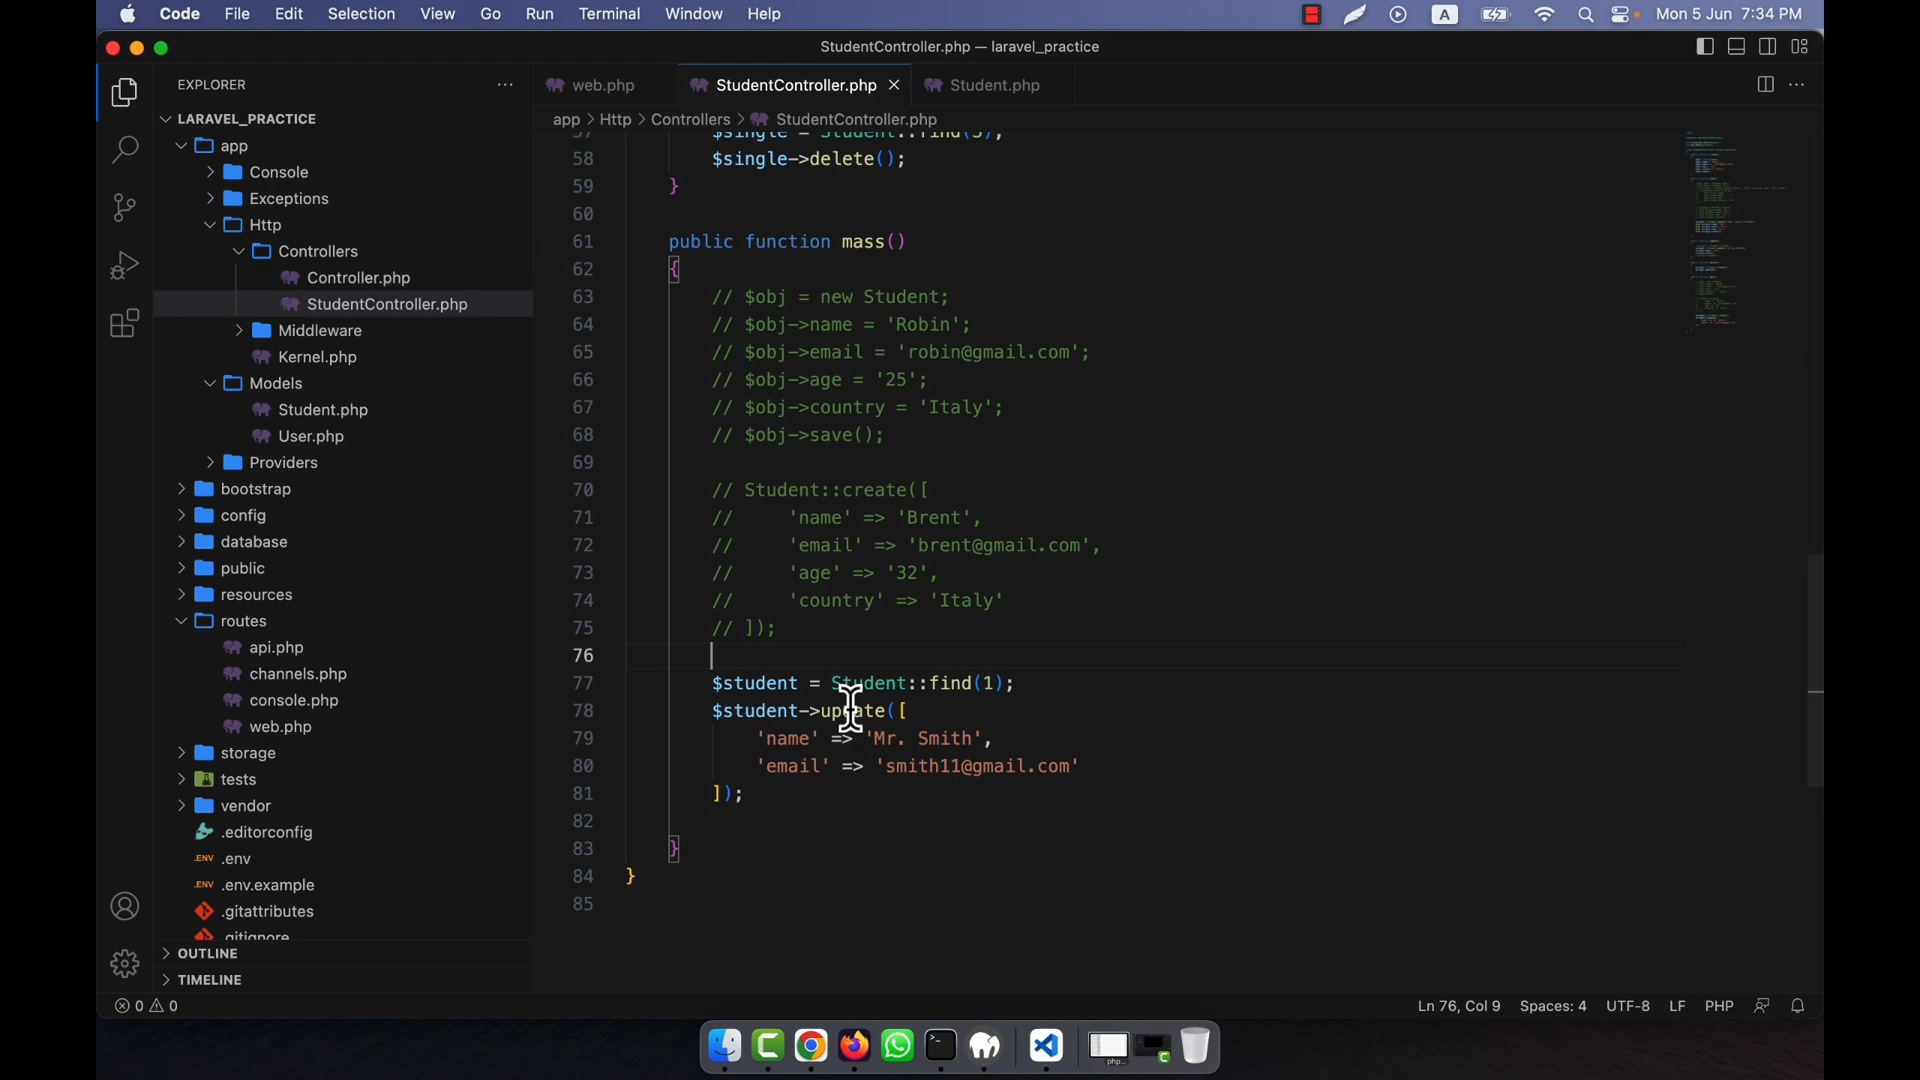 Code File Edit Selection View Go Run Terminal Window Help A Mon 5 Jun 7:34 PM
StudentController.php — laravel_practice
EXPLORER
web.php
StudentController.php
Student.php
app > Http > Controllers > StudentController.php
LARAVEL_PRACTICE
app
Console
Exceptions
Http
Controllers
Controller.php
StudentController.php
Middleware
Kernel.php
Models
Student.php
User.php
Providers
bootstrap
config
database
public
resources
routes
api.php
channels.php
console.php
web.php
storage
tests
vendor
.editorconfig
.ENV .env
.ENV .env.example
.gitattributes
.gitignore
OUTLINE
TIMELINE
57 $single = Student::find(3);
58 $single->delete();
59 }
60
61 public function mass()
62 {
63 // $obj = new Student;
64 // $obj->name = 'Robin';
65 // $obj->email = 'robin@gmail.com';
66 // $obj->age = '25';
67 // $obj->country = 'Italy';
68 // $obj->save();
69
70 // Student::create([
71 // 'name' => 'Brent',
72 // 'email' => 'brent@gmail.com',
73 // 'age' => '32',
74 // 'country' => 'Italy'
75 // ]);
76
77 $student = Student::find(1);
78 $student->update([
79 'name' => 'Mr. Smith',
80 'email' => 'smith11@gmail.com'
81 ]);
82
83 }
84 }
85
0 0
Ln 76, Col 9 Spaces: 4 UTF-8 LF PHP